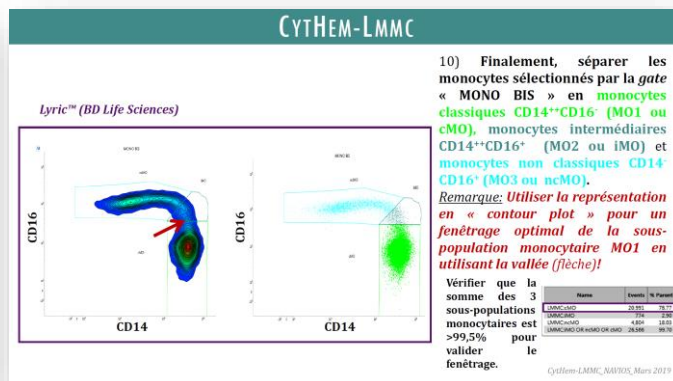 CYTHEM-LMMC
10) Finalement, séparer les
monocytes sélectionnés par la gate
« MONO BIS » en monocytes
classiques CD14⁺⁺CD16⁻ (MO1 ou
cMO), monocytes intermédiaires
CD14⁺⁺CD16⁺ (MO2 ou iMO) et
monocytes non classiques CD14⁻
CD16⁺ (MO3 ou ncMO).
Remarque: Utiliser la représentation
en « contour plot » pour un
fenêtrage optimal de la sous-
population monocytaire MO1 en
utilisant la vallée (flèche)!
Lyric™ (BD Life Sciences)
CD16
CD14
CD16
CD14
Vérifier que la
somme des 3
sous-populations
monocytaires est
>99,5% pour
valider le
fenêtrage.
Name Events % Parent
CytHem-LMMC_NAVIOS_Mars 2019